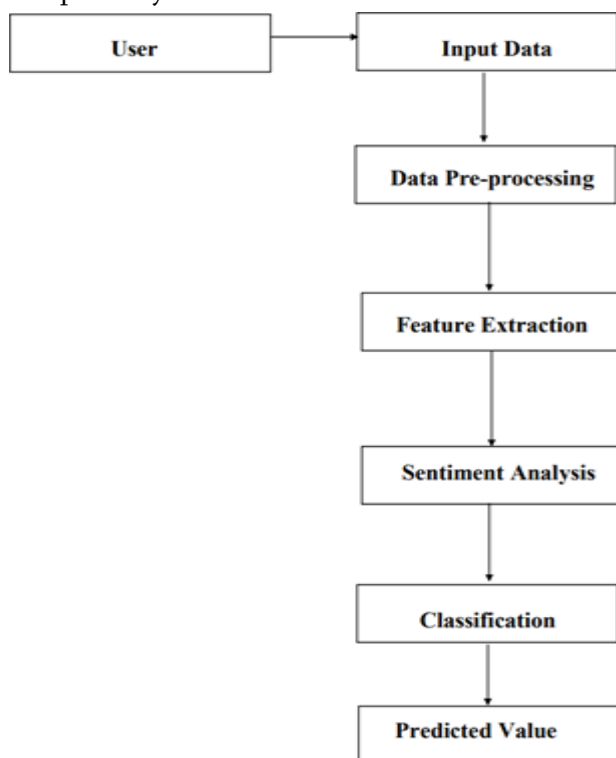 User
Input Data
Data Pre-processing
Feature Extraction
Sentiment Analysis
Classification
Predicted Value